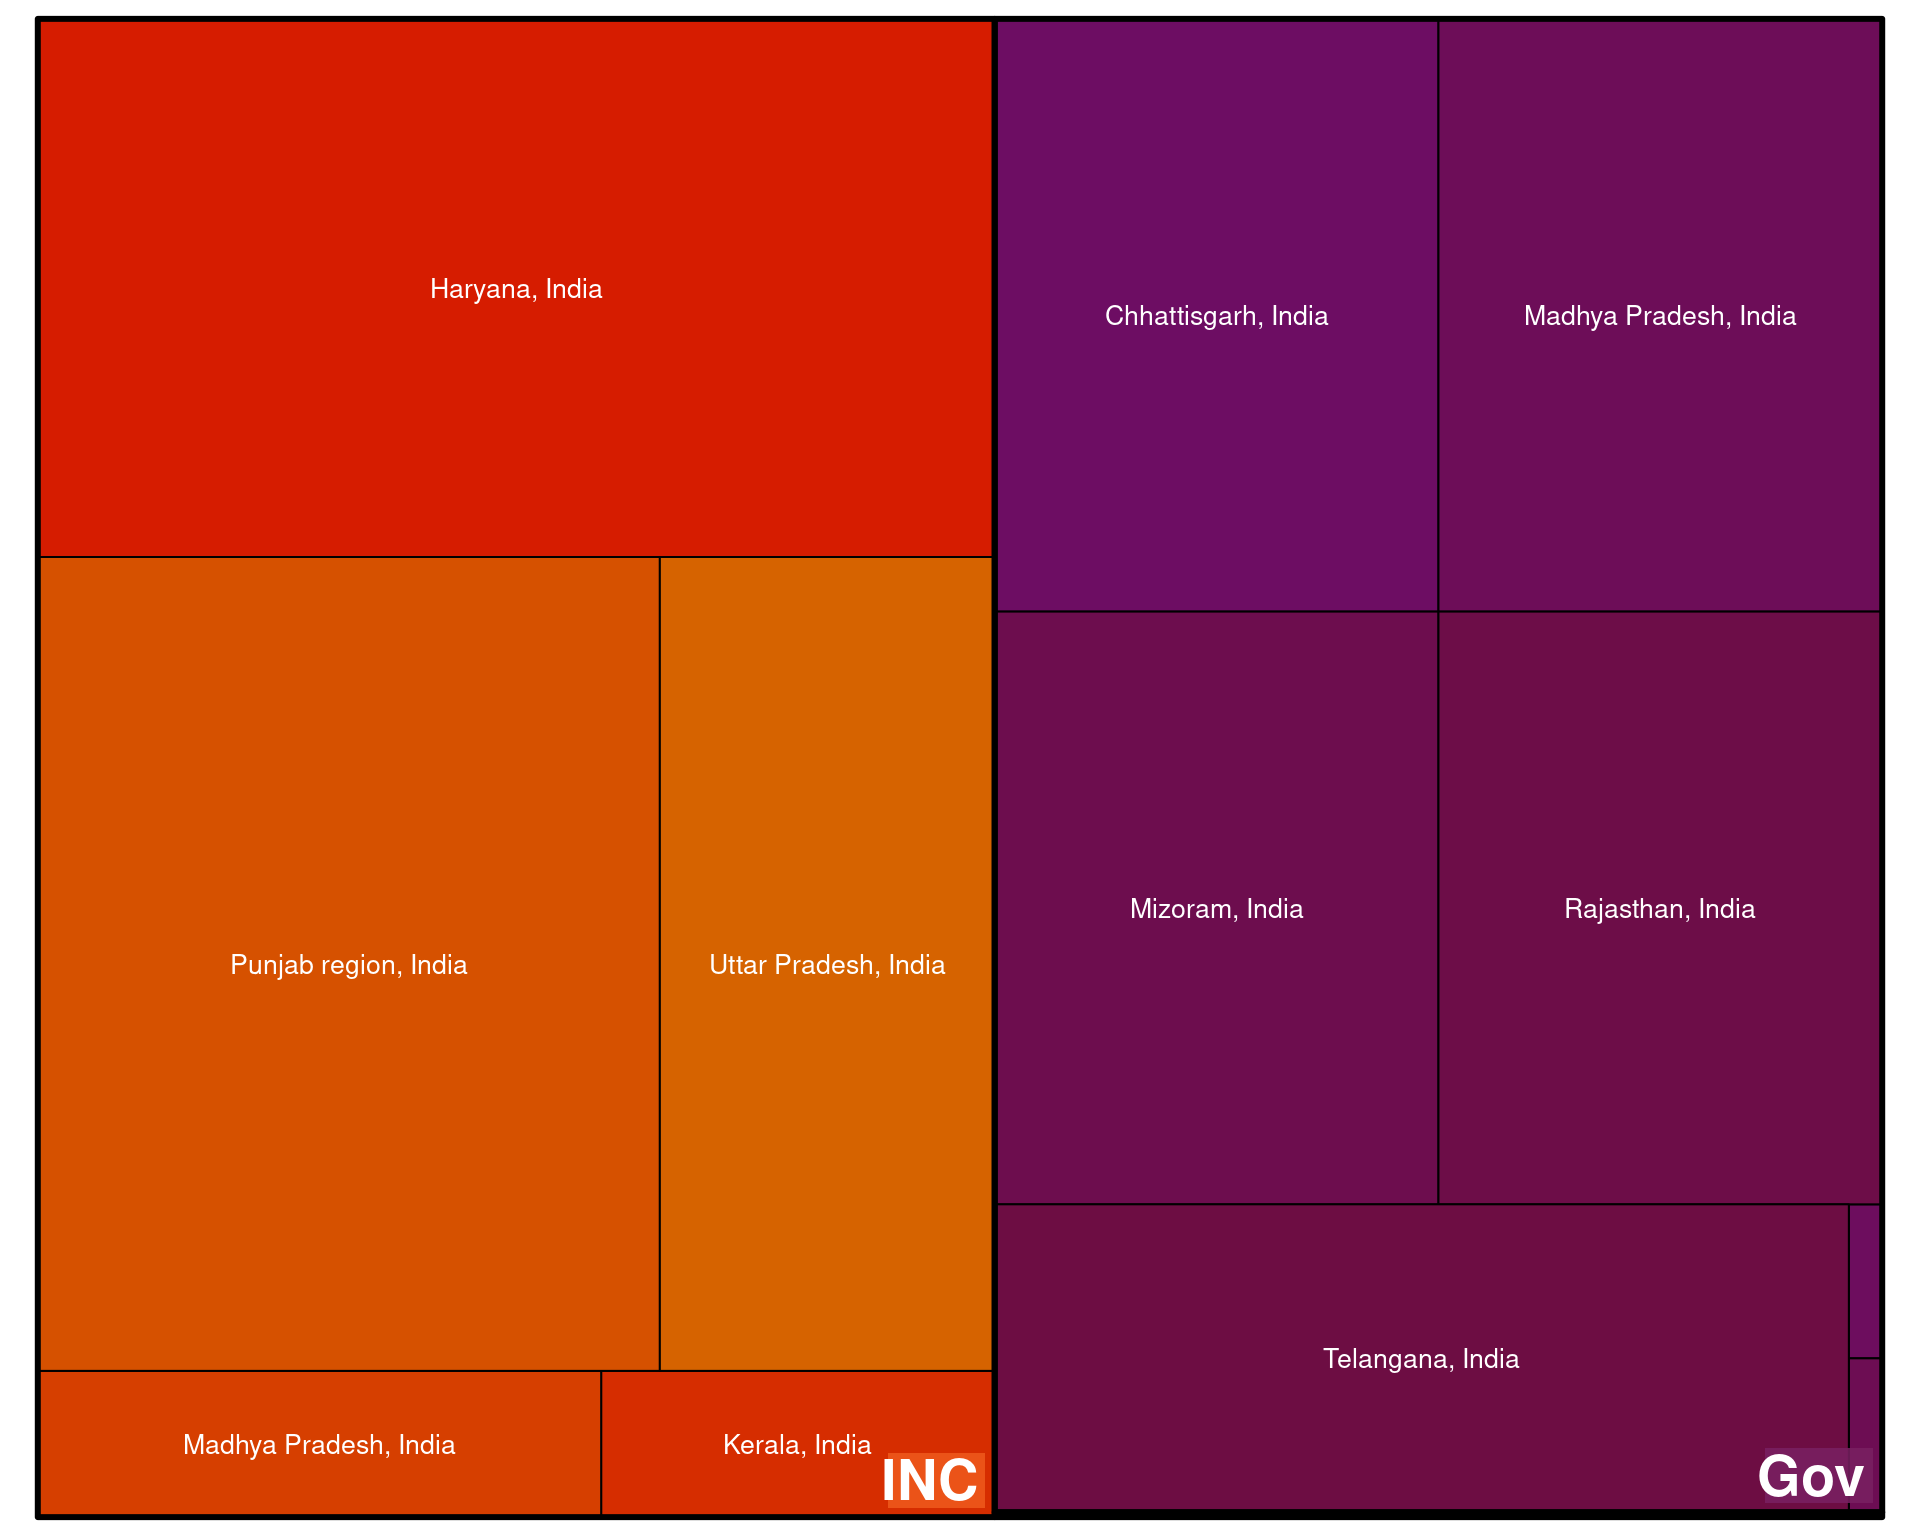 Haryana, India
Chhattisgarh, India
Madhya Pradesh, India
Mizoram, India
Rajasthan, India
Punjab region, India
Uttar Pradesh, India
Telangana, India
Madhya Pradesh, India
Kerala, India
INC
Gov